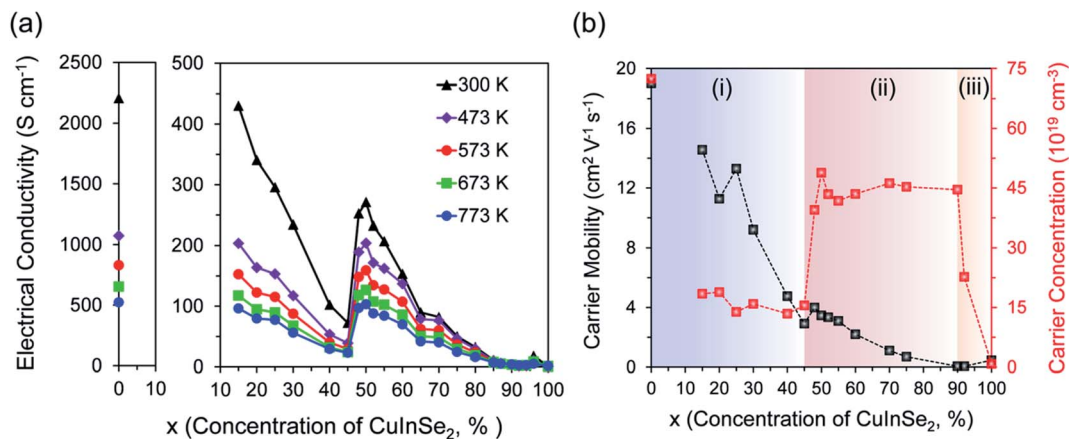 (a)
Electrical Conductivity (S cm⁻¹)
2500
2000
1500
1000
500
0
0 10
500
400
300
200
100
0
300 K
473 K
573 K
673 K
773 K
10 20 30 40 50 60 70 80 90 100
x (Concentration of CuInSe₂, % )
(b)
Carrier Mobility (cm² V⁻¹ s⁻¹)
20
16
12
8
4
0
(i) (ii) (iii)
75
60
45
30
15
0
Carrier Concentration (10¹⁹ cm⁻³)
0 10 20 30 40 50 60 70 80 90 100
x (Concentration of CuInSe₂, %)